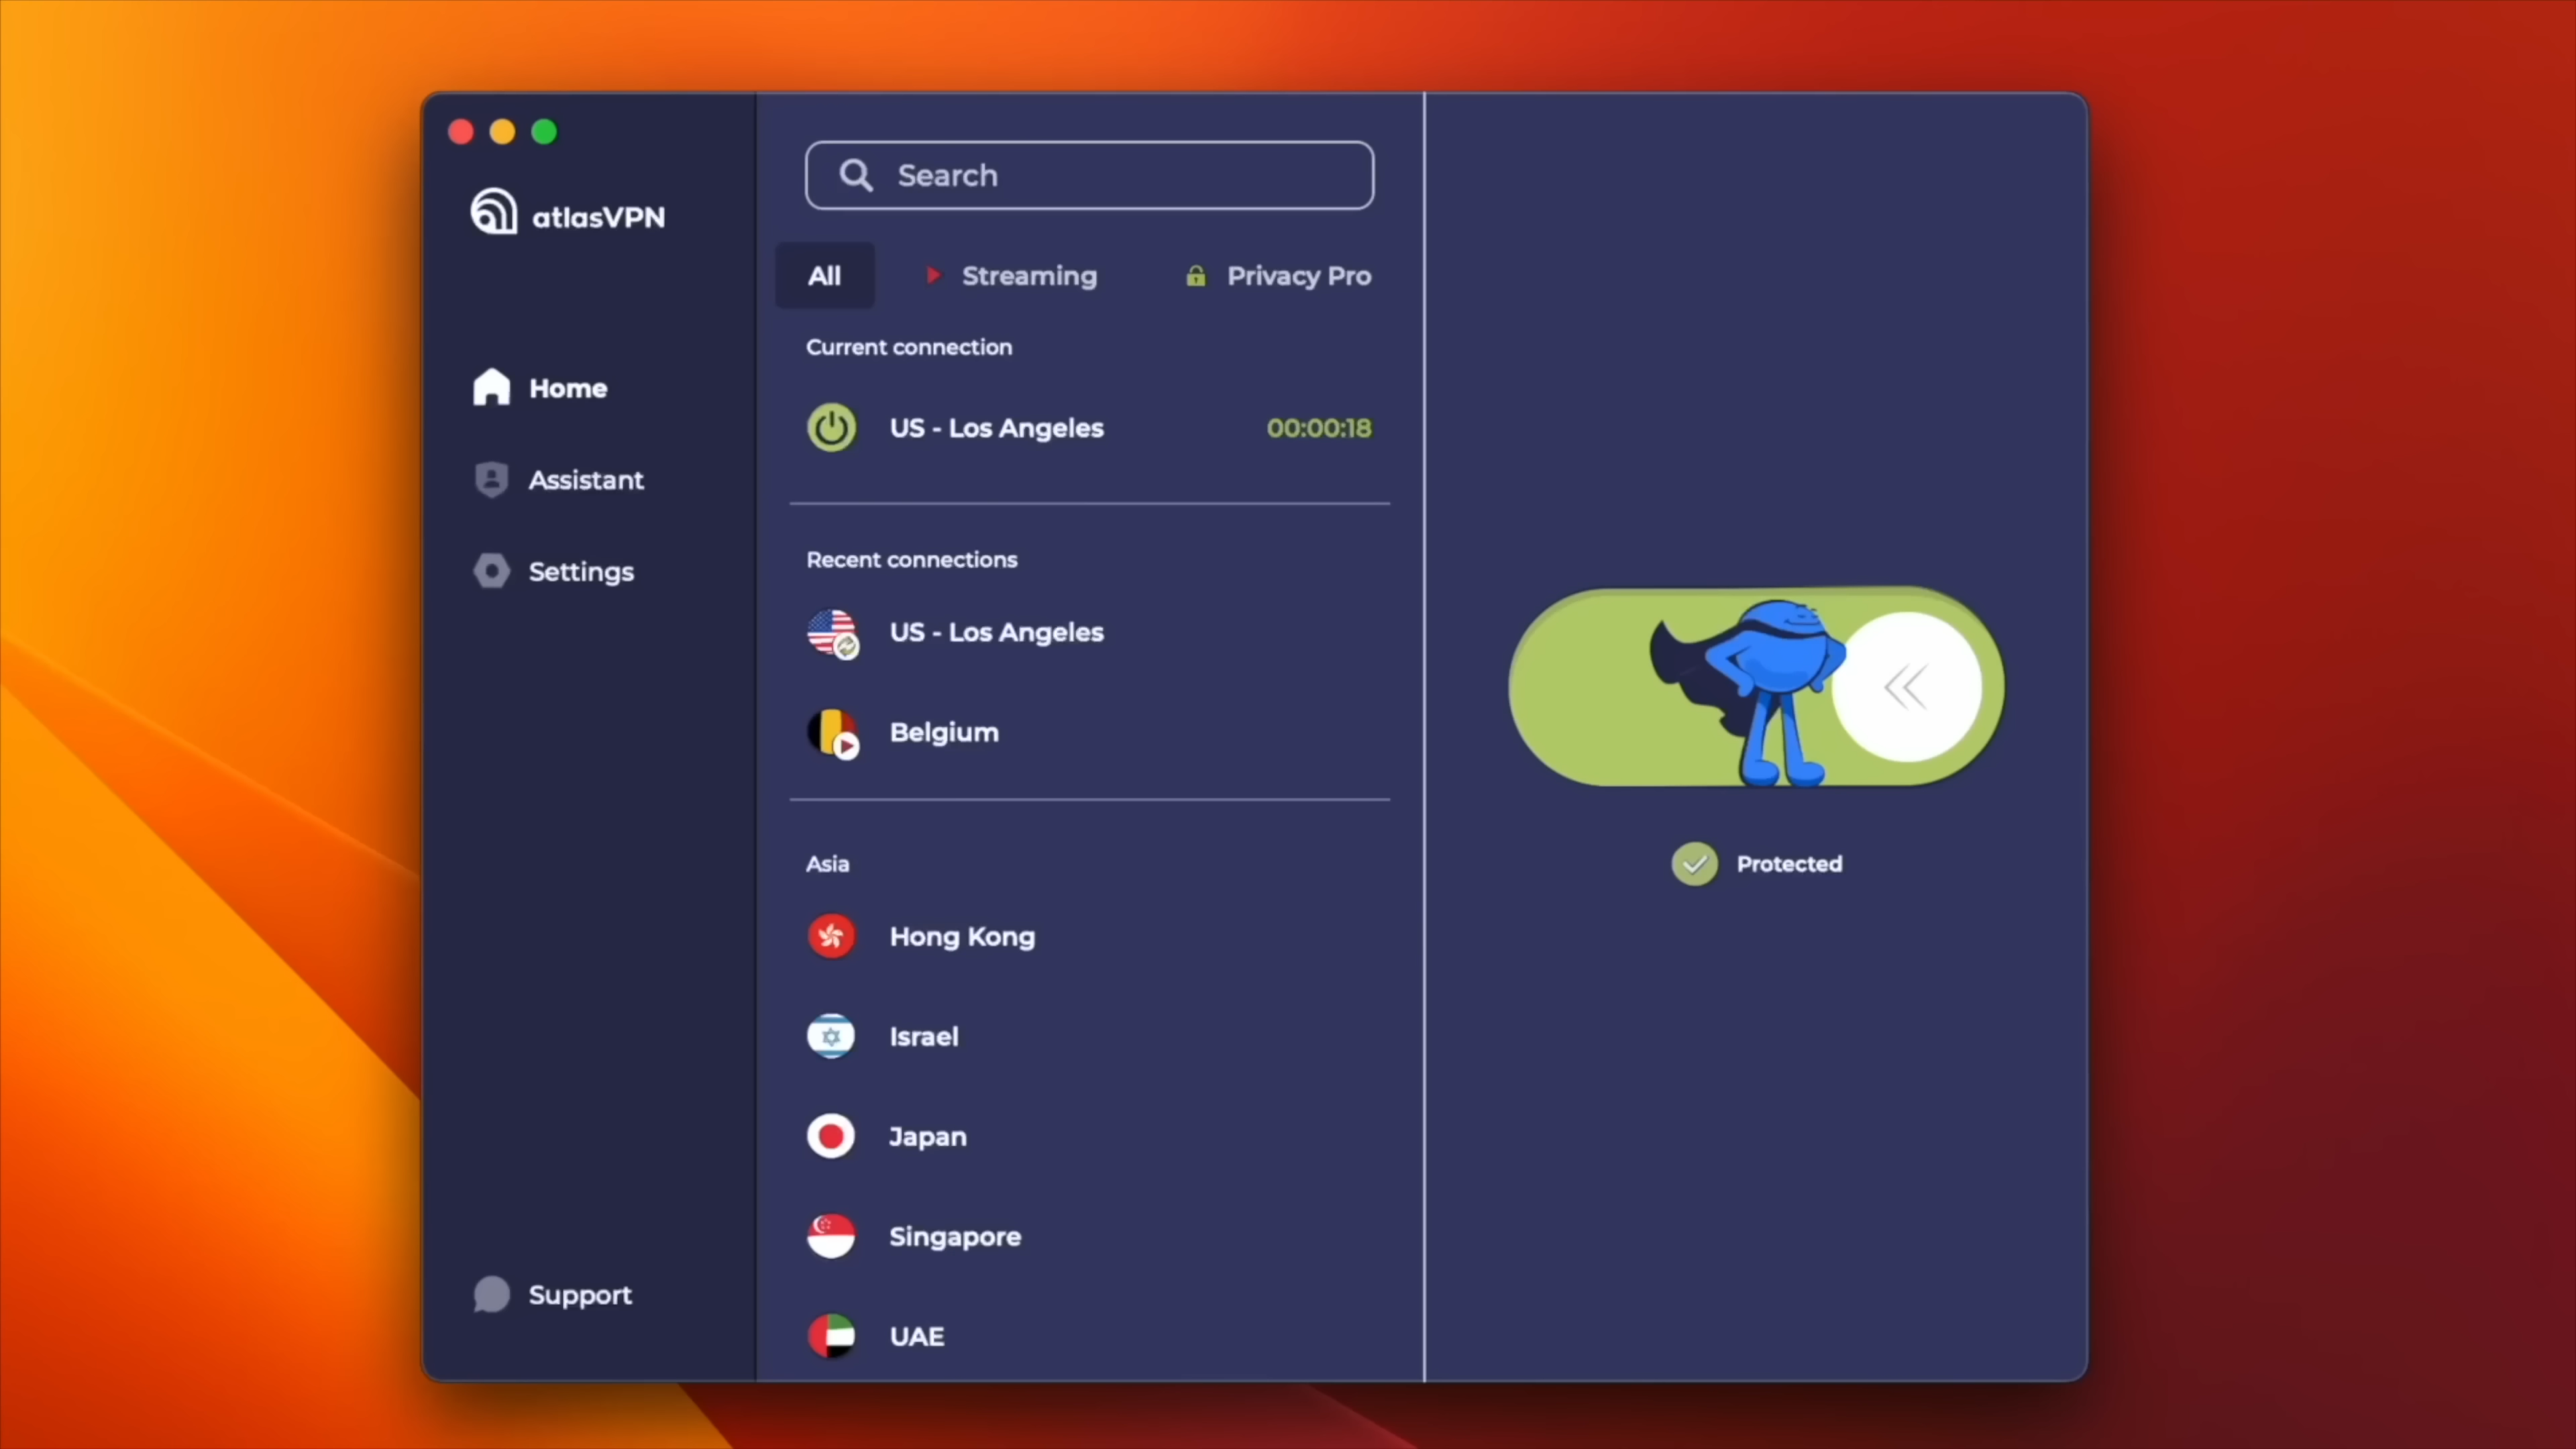 atlasVPN
Home
Assistant
Settings
Support
Search
All
Streaming
Privacy Pro
Current connection
US - Los Angeles
00:00:18
Recent connections
US - Los Angeles
Belgium
Asia
Hong Kong
Israel
Japan
Singapore
UAE
Protected